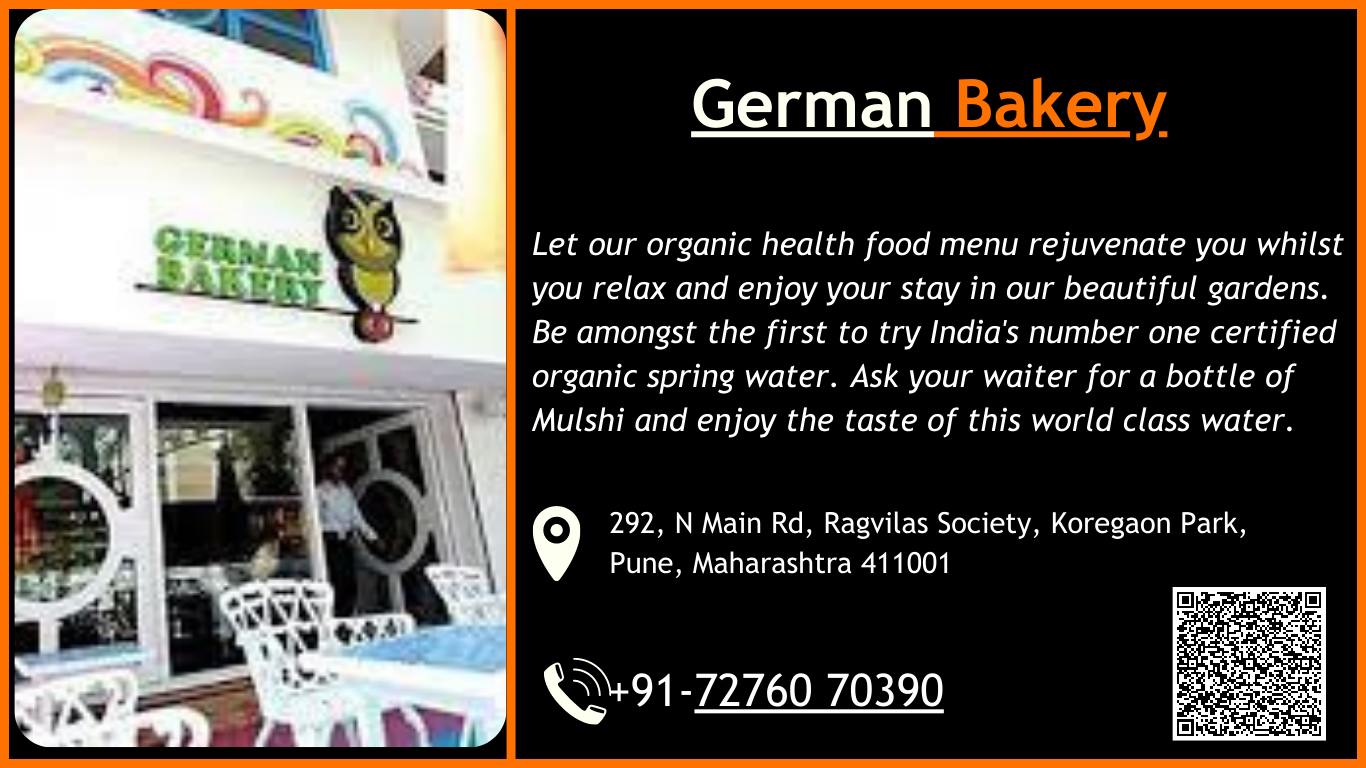 German Bakery
GERMAN
BAKERY
Let our organic health food menu rejuvenate you whilst
you relax and enjoy your stay in our beautiful gardens.
Be amongst the first to try India's number one certified
organic spring water. Ask your waiter for a bottle of
Mulshi and enjoy the taste of this world class water.
292, N Main Rd, Ragvilas Society, Koregaon Park,
Pune, Maharashtra 411001
+91-72760 70390